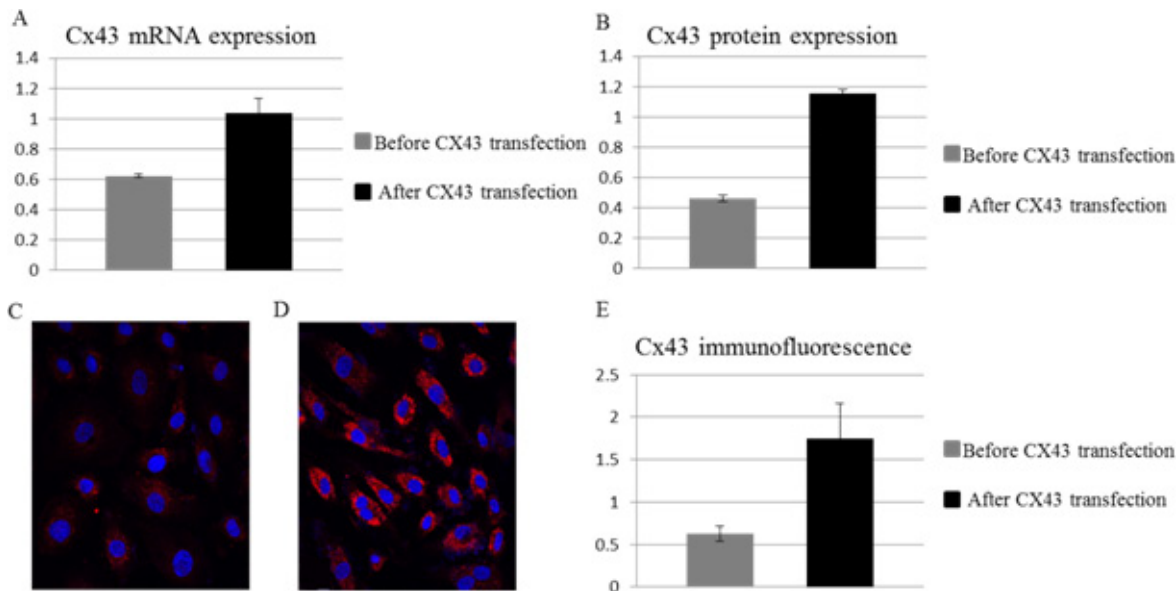 A
Cx43 mRNA expression
1.4
1.2
1
0.8
0.6
0.4
0.2
0
Before CX43 transfection
After CX43 transfection
B
Cx43 protein expression
1.4
1.2
1
0.8
0.6
0.4
0.2
0
Before CX43 transfection
After CX43 transfection
C
D
E
Cx43 immunofluorescence
2.5
2
1.5
1
0.5
0
Before CX43 transfection
After CX43 transfection